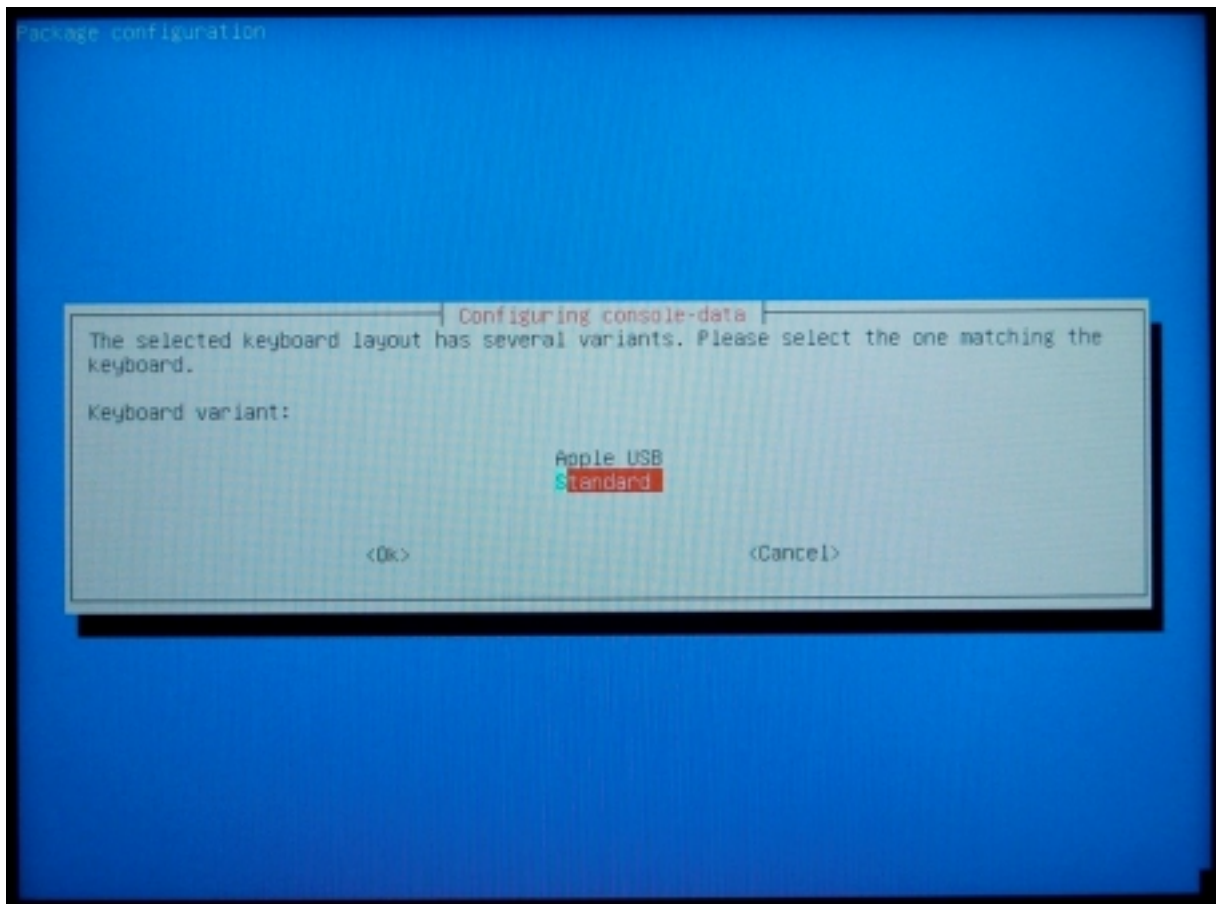 Package configuration
Configuring console-data
The selected keyboard layout has several variants. Please select the one matching the
keyboard.
Keyboard variant:
Apple USB
Standard
<Ok> <Cancel>